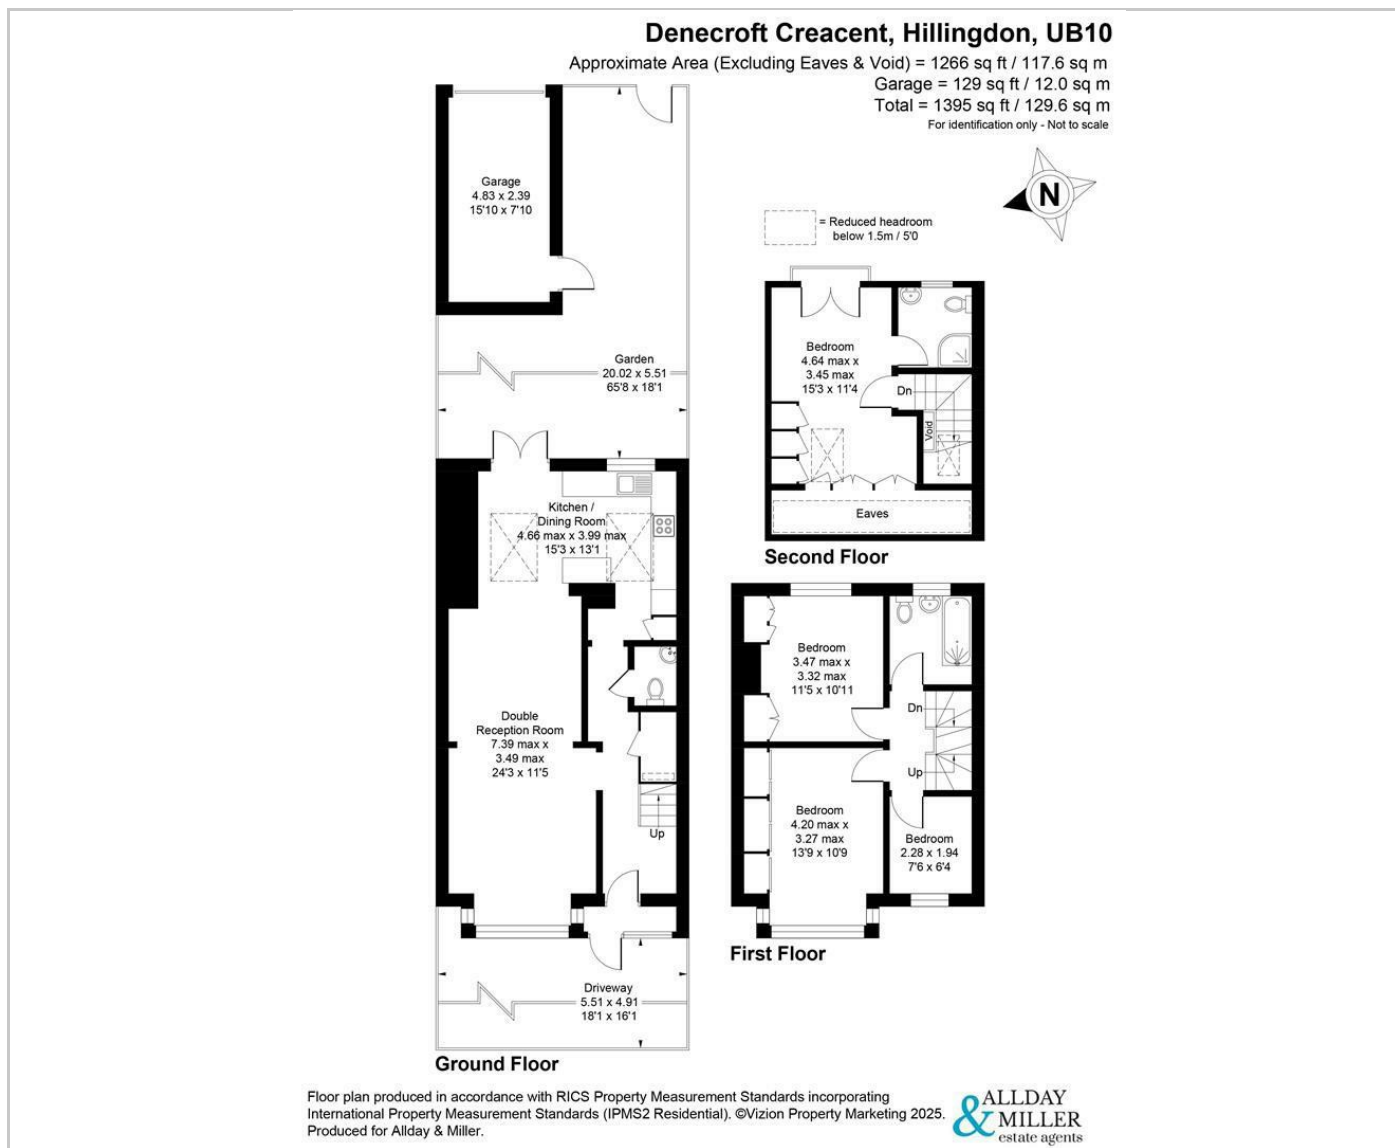 Denecroft Creacent, Hillingdon, UB10
Approximate Area (Excluding Eaves & Void) = 1266 sq ft / 117.6 sq m
Garage = 129 sq ft / 12.0 sq m
Total = 1395 sq ft / 129.6 sq m
For identification only - Not to scale
N
= Reduced headroom
below 1.5m / 5'0
Garage
4.83 x 2.39
15'10 x 7'10
Garden
20.02 x 5.51
65'8 x 18'1
Kitchen /
Dining Room
4.66 max x 3.99 max
15'3 x 13'1
Double
Reception Room
7.39 max x
3.49 max
24'3 x 11'5
Up
Driveway
5.51 x 4.91
18'1 x 16'1
Ground Floor
Bedroom
4.64 max x
3.45 max
15'3 x 11'4
Dn
Void
Eaves
Second Floor
Bedroom
3.47 max x
3.32 max
11'5 x 10'11
Dn
Up
Bedroom
4.20 max x
3.27 max
13'9 x 10'9
Bedroom
2.28 x 1.94
7'6 x 6'4
First Floor
Floor plan produced in accordance with RICS Property Measurement Standards incorporating
International Property Measurement Standards (IPMS2 Residential). ©Vizion Property Marketing 2025.
Produced for Allday & Miller.
ALLDAY
& MILLER
estate agents